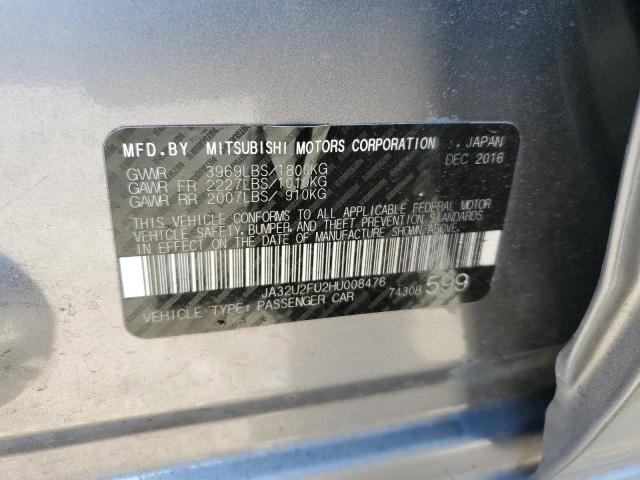 MFD.BY MITSUBISHI MOTORS CORPORATION JAPAN
GVWR 3969LBS/1800KG DEC 2016
GAWR FR 2227LBS/1010KG
GAWR RR 2007LBS/ 910KG
THIS VEHICLE CONFORMS TO ALL APPLICABLE FEDERAL MOTOR
VEHICLE SAFETY, BUMPER, AND THEFT PREVENTION STANDARDS
IN EFFECT ON THE DATE OF MANUFACTURE SHOWN ABOVE.
JA32U2FU2HU008476 74308 599
VEHICLE TYPE: PASSENGER CAR